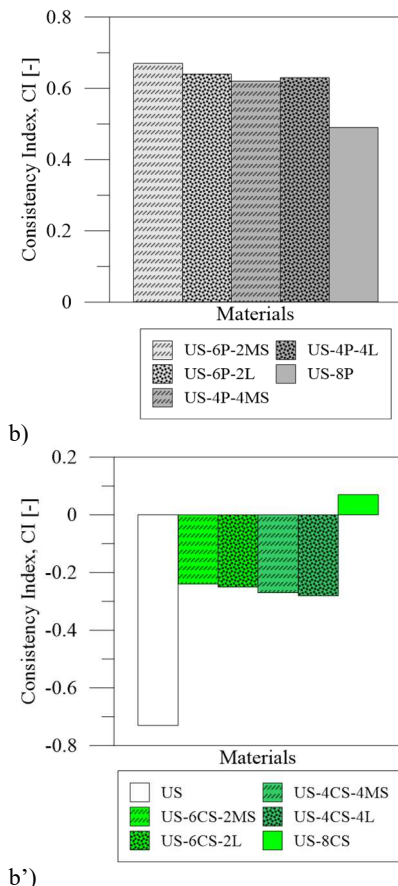 0.8
0.6
0.4
0.2
0
Consistency Index, CI [-]
Materials
US-6P-2MS US-4P-4L
US-6P-2L US-8P
US-4P-4MS
b)
0.2
0
-0.2
-0.4
-0.6
-0.8
Consistency Index, CI [-]
Materials
US US-4CS-4MS
US-6CS-2MS US-4CS-4L
US-6CS-2L US-8CS
b’)